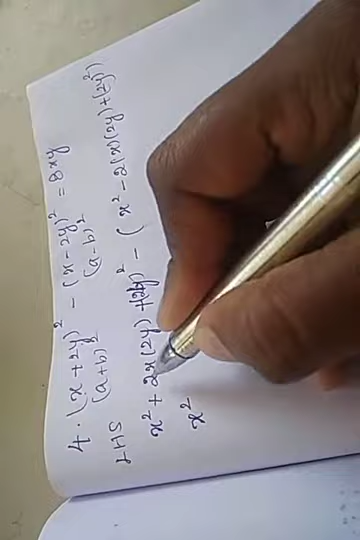 4. (x + 2y)² - (x - 2y)² = 8xy
(a+b)² (a-b)²
LHS
x² + 2x(2y) + (2y)² - (x² - 2(x)(2y) + (2y)²)
x²